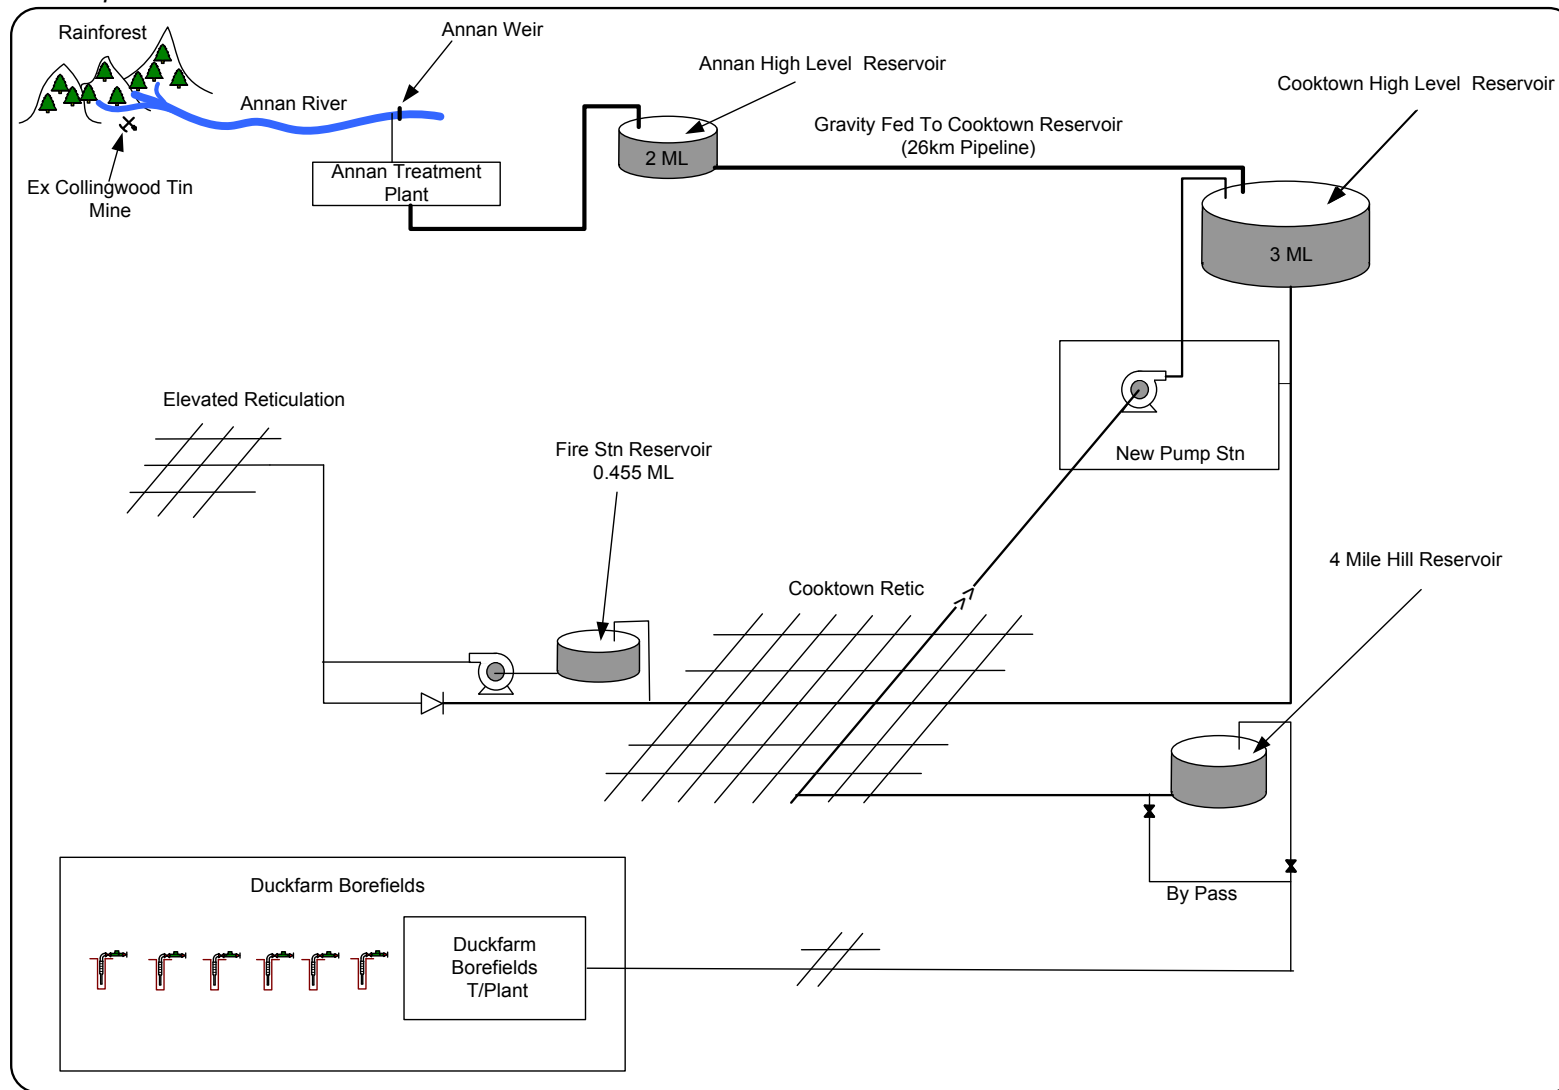 Rainforest
Annan Weir
Annan High Level  Reservoir
Cooktown High Level  Reservoir
Annan River
Gravity Fed To Cooktown Reservoir
(26km Pipeline)
2 ML
Annan Treatment
Plant
Ex Collingwood Tin
Mine
3 ML
Elevated Reticulation
Fire Stn Reservoir
0.455 ML
New Pump Stn
4 Mile Hill Reservoir
Cooktown Retic
Duckfarm Borefields
By Pass
Duckfarm
Borefields
T/Plant